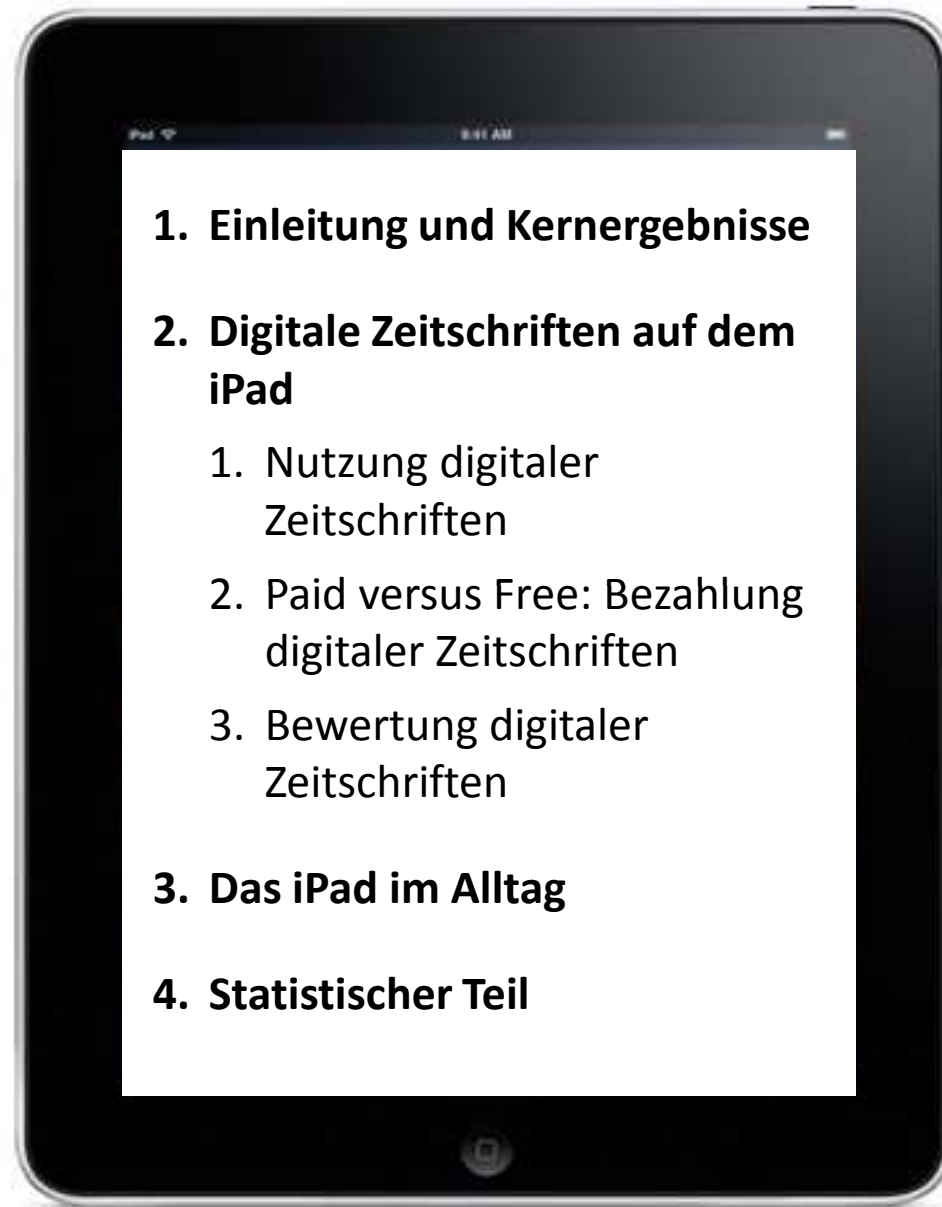 iPad
9:41 AM
1. Einleitung und Kernergebnisse
2. Digitale Zeitschriften auf dem
iPad
1. Nutzung digitaler
Zeitschriften
2. Paid versus Free: Bezahlung
digitaler Zeitschriften
3. Bewertung digitaler
Zeitschriften
3. Das iPad im Alltag
4. Statistischer Teil